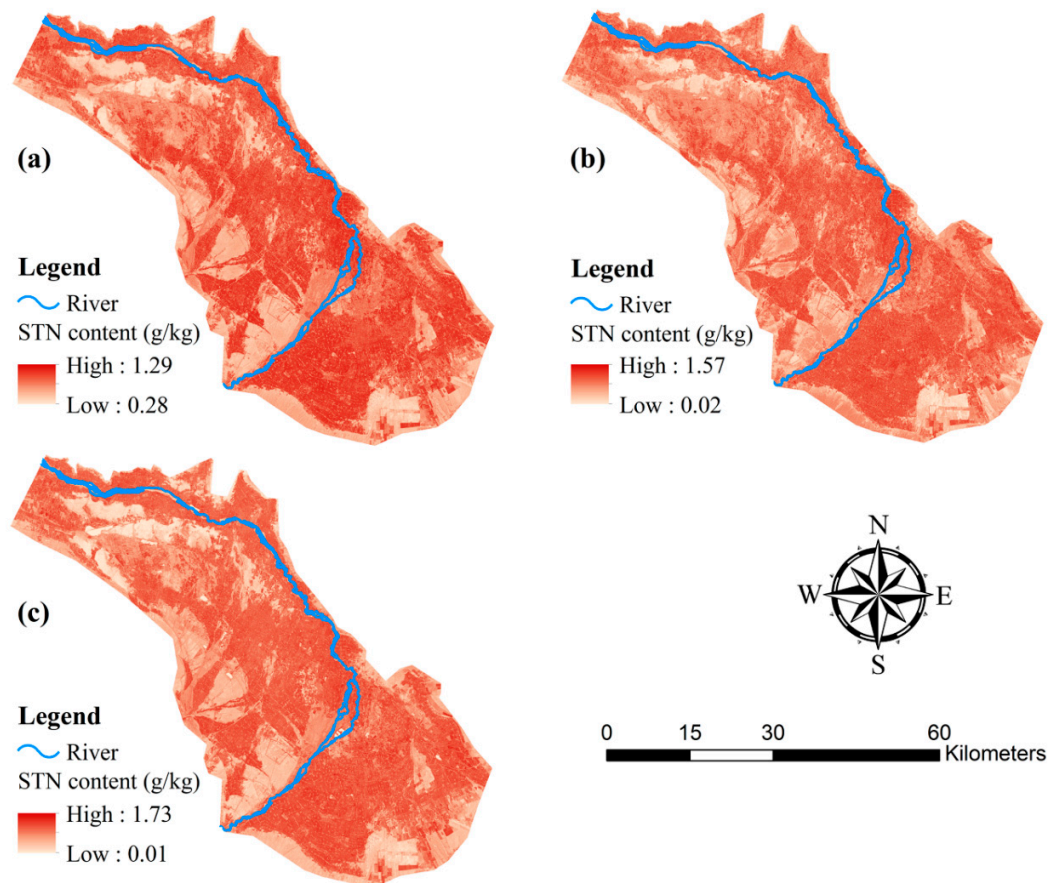 (a)
Legend
River
STN content (g/kg)
High : 1.29
Low : 0.28
(b)
Legend
River
STN content (g/kg)
High : 1.57
Low : 0.02
(c)
Legend
River
STN content (g/kg)
High : 1.73
Low : 0.01
N
W E
S
0 15 30 60
Kilometers